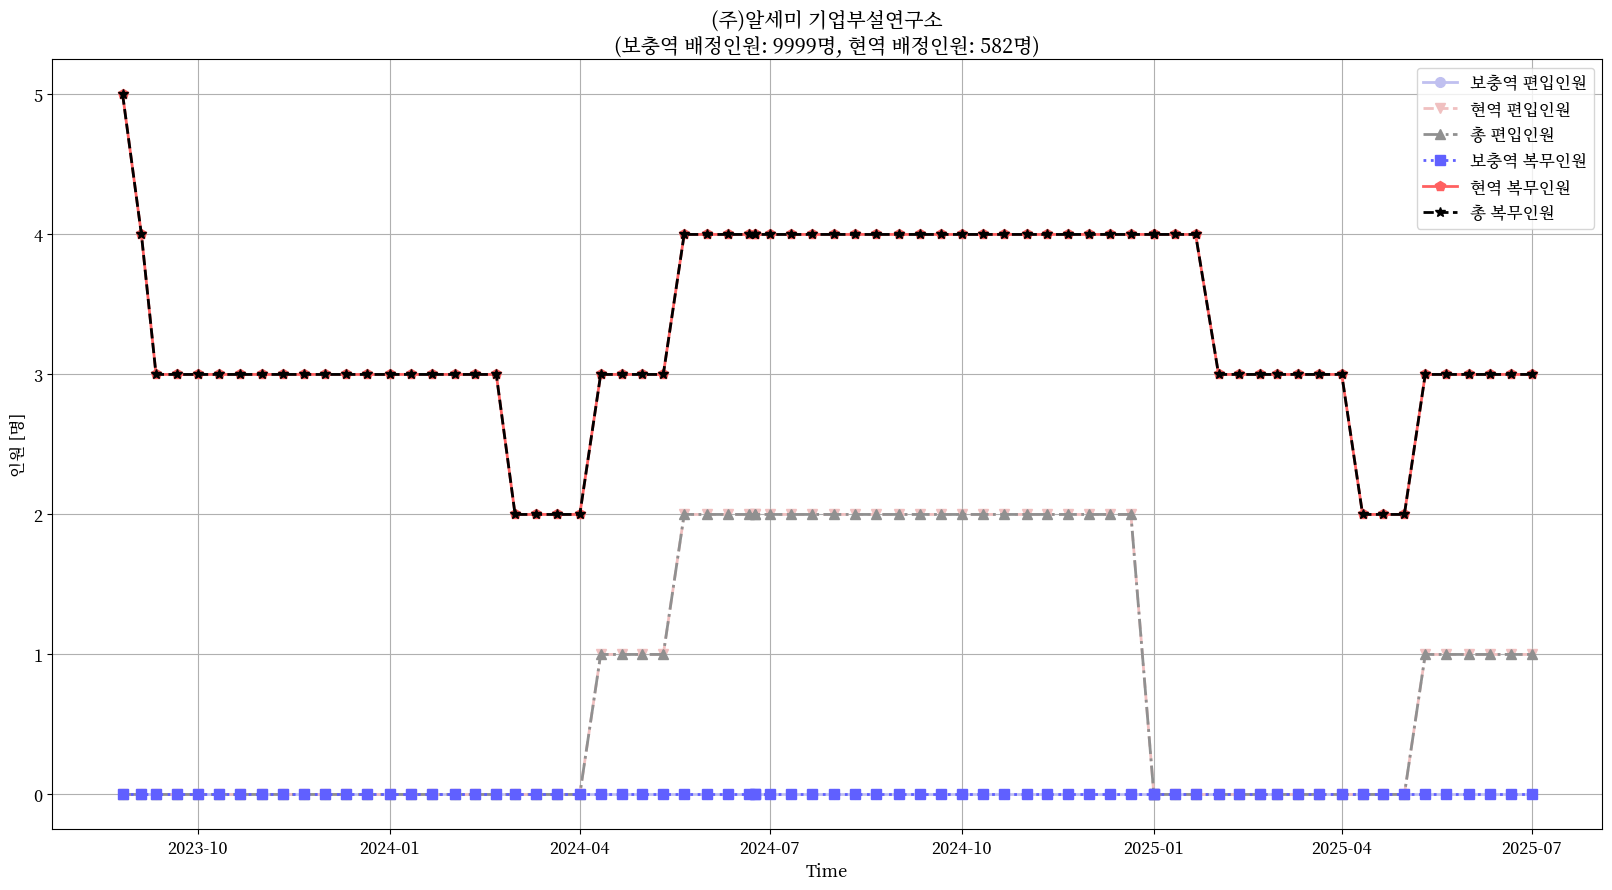 (주)알세미 기업부설연구소
(보충역 배정인원: 9999명, 현역 배정인원: 582명)
보충역 편입인원
현역 편입인원
총 편입인원
보충역 복무인원
현역 복무인원
총 복무인원
인원 [명]
5
4
3
2
1
0
2023-10
2024-01
2024-04
2024-07
2024-10
2025-01
2025-04
2025-07
Time